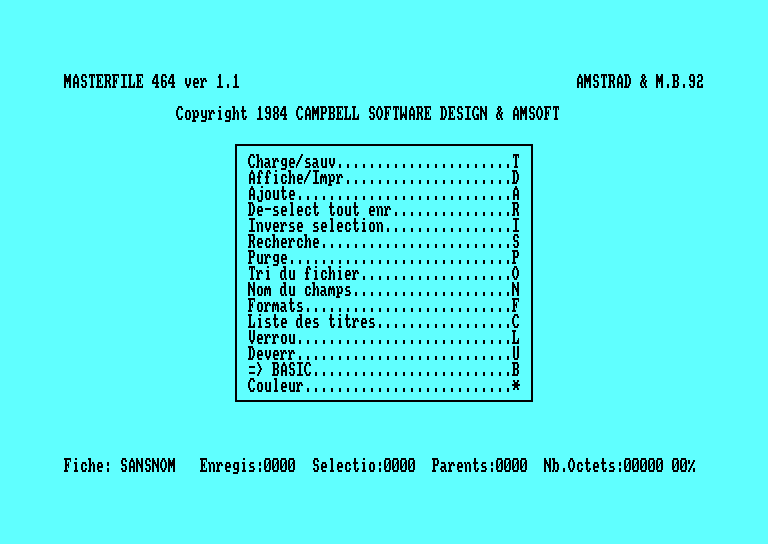 MASTERFILE 464 ver 1.1 AMSTRAD & M.B.92
Copyright 1984 CAMPBELL SOFTWARE DESIGN & AMSOFT
Charge/sauv......................T
Affiche/Impr.....................D
Ajoute...........................A
De-select tout enr...............R
Inverse selection................I
Recherche........................S
Purge............................P
Tri du fichier...................O
Nom du champs....................N
Formats..........................F
Liste des titres.................C
Verrou...........................L
Deverr...........................U
=> BASIC.........................B
Couleur..........................*
Fiche: SANSNOM Enregis:0000 Selectio:0000 Parents:0000 Nb.Octets:00000 00%